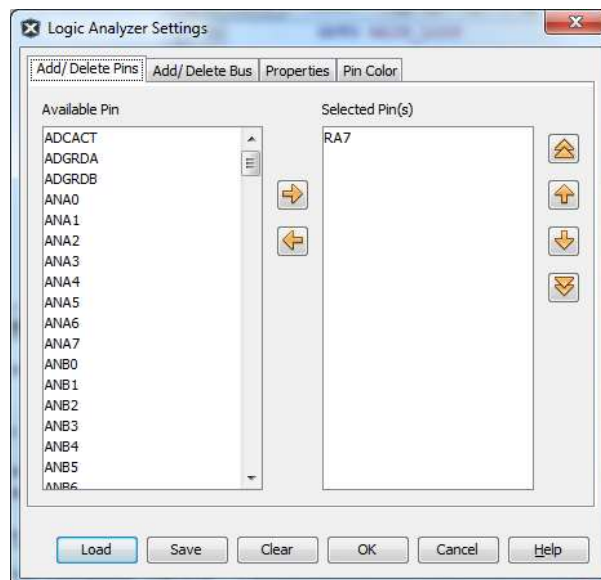 Logic Analyzer Settings
Add/Delete Pins Add/Delete Bus Properties Pin Color
Available Pin Selected Pin(s)
ADCACT RA7
ADGRDA
ADGRDB
ANA0
ANA1
ANA2
ANA3
ANA4
ANA5
ANA6
ANA7
ANB0
ANB1
ANB2
ANB3
ANB4
ANB5
ANB6
Load Save Clear OK Cancel Help